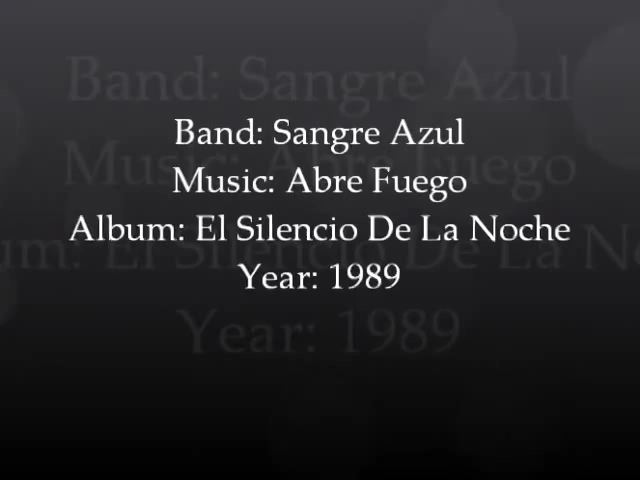 Band: Sangre Azul
Music: Abre Fuego
Album: El Silencio De La Noche
Year: 1989